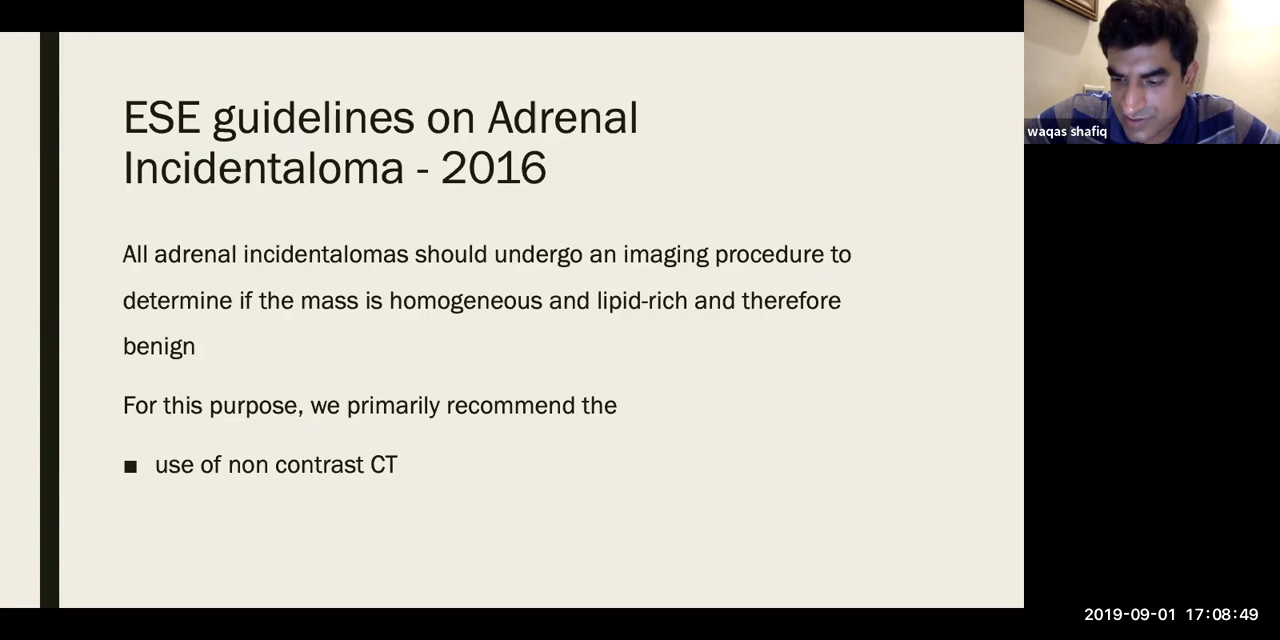 ESE guidelines on Adrenal
Incidentaloma - 2016
All adrenal incidentalomas should undergo an imaging procedure to
determine if the mass is homogeneous and lipid-rich and therefore
benign
For this purpose, we primarily recommend the
■ use of non contrast CT
waqas shafiq
2019-09-01 17:08:49